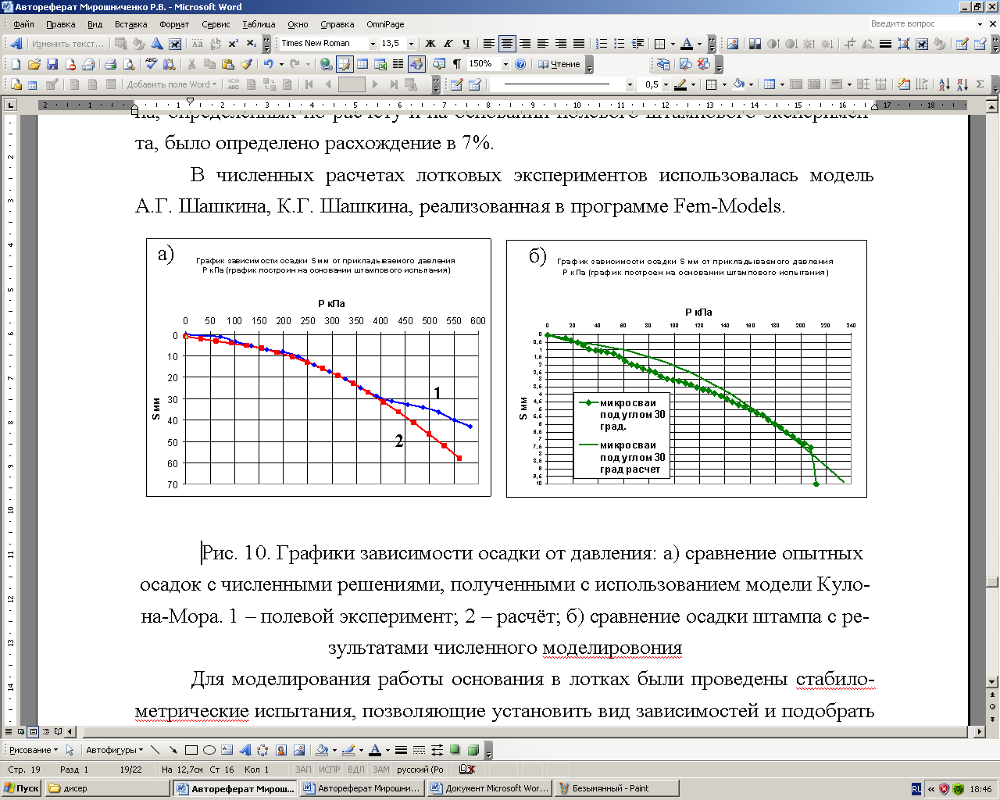 Автореферат Мирошниченко Р.В. - Microsoft Word
Файл Правка Вид Вставка Формат Сервис Таблица Окно Справка OmniPage
Введите вопрос
Изменить текст... Times New Roman 13,5 Ж К Ч
150% Чтение
Добавить поле Word 0,5
2 1 1 2 3 4 5 6 7 8 9 10 11 12 13 14 15 16 17 18
на, определенных по расчету и на основании полевого штампового эксперимен-
та, было определено расхождение в 7%.
В численных расчетах лотковых экспериментов использовалась модель
А.Г. Шашкина, К.Г. Шашкина, реализованная в программе Fem-Models.
а)
График зависимости осадки S мм от прикладываемого давления
Р кПа (график построин на основании штампового испытания)
Р кПа
0 50 100 150 200 250 300 350 400 450 500 550 600
0
10
20
30
40
50
60
70
S мм
1
2
б)
График зависимости осадки S мм от прикладываемого давления
Р кПа (график построен на основании штампового испытания)
Р кПа
0 20 40 60 80 100 120 140 160 180 200 220 240
0
0,5
1
1,5
2
2,5
3
3,5
4
4,5
5
5,5
6
6,5
7
7,5
8
8,5
9
9,5
10
S мм
микросваи
под углом 30
град.
микросваи
под углом 30
град расчет
Рис. 10. Графики зависимости осадки от давления: а) сравнение опытных
осадок с численными решениями, полученными с использованием модели Куло-
на-Мора. 1 – полевой эксперимент; 2 – расчёт; б) сравнение осадки штампа с ре-
зультатами численного моделировония
Для моделирования работы основания в лотках были проведены стабило-
метрические испытания, позволяющие установить вид зависимостей и подобрать
Рисование Автофигуры
Стр. 19 Разд 1 19/22 На 12,7см Ст 16 Кол 1 ЗАП ИСПР ВДЛ ЗАМ русский (Ро
Пуск дисер Автореферат Мирош... Автореферат Мирошни... Документ Microsoft Wor... Безымянный - Paint RU 18:46